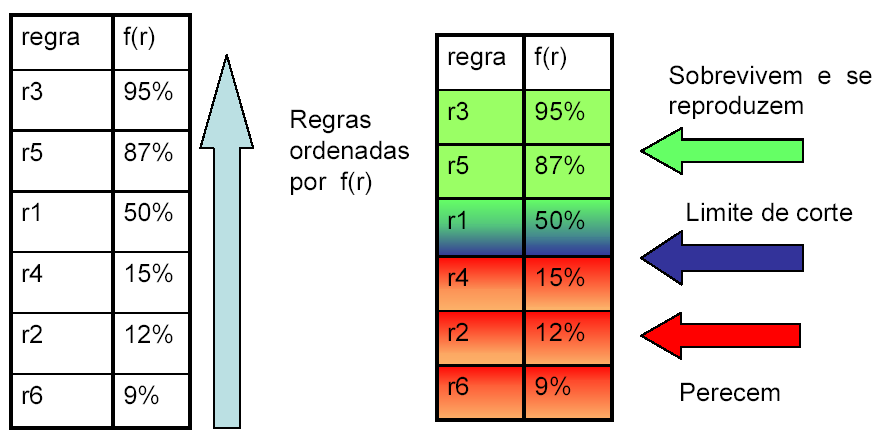 regra f(r)
r3 95%
r5 87%
r1 50%
r4 15%
r2 12%
r6 9%
Regras
ordenadas
por f(r)
regra f(r)
r3 95%
r5 87%
r1 50%
r4 15%
r2 12%
r6 9%
Sobrevivem e se
reproduzem
Limite de corte
Perecem